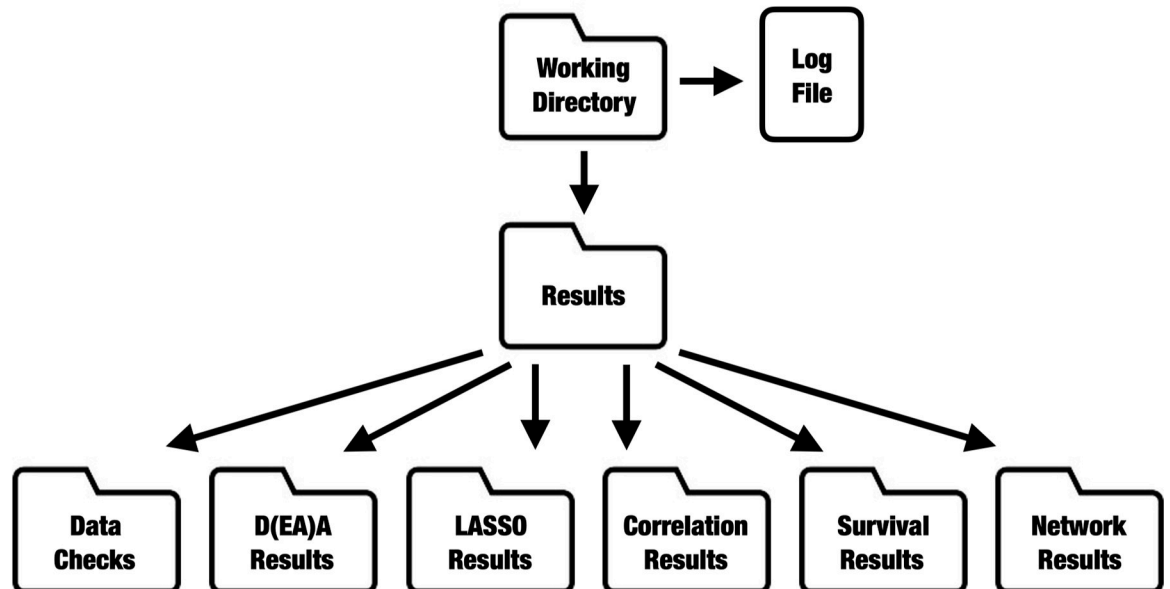 Working
Directory
Log
File
Results
Data
Checks
D(EA)A
Results
LASSO
Results
Correlation
Results
Survival
Results
Network
Results